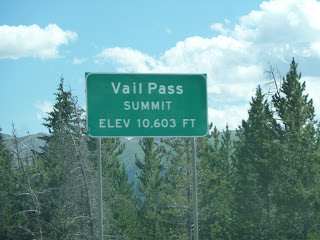 Vail Pass
SUMMIT
ELEV 10,603 FT